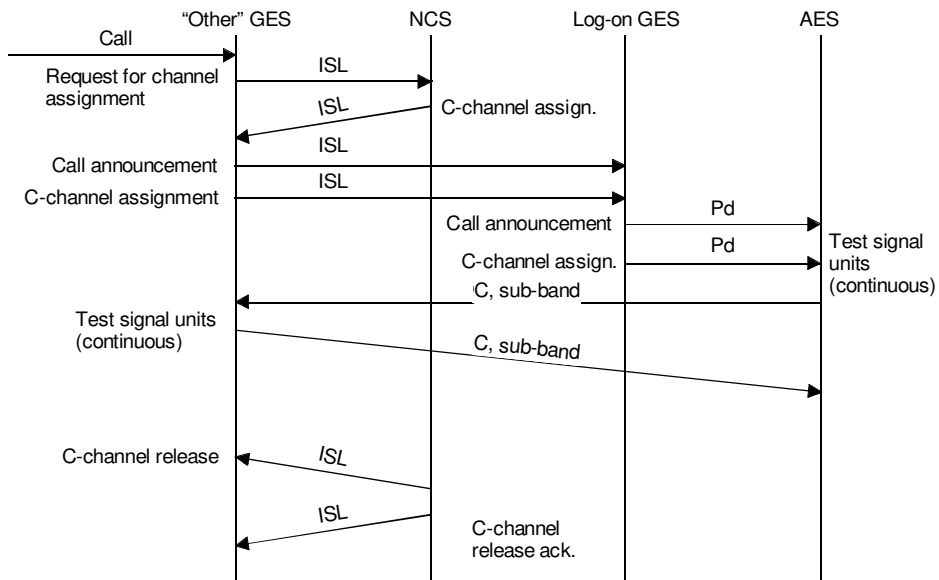 “Other” GES
NCS
Log-on GES
AES
Call
Request for channel
assignment
ISL
ISL
C-channel assign.
Call announcement
ISL
C-channel assignment
ISL
Call announcement
Pd
C-channel assign.
Pd
Test signal
units
(continuous)
C, sub-band
Test signal units
(continuous)
C, sub-band
C-channel release
ISL
ISL
C-channel
release ack.